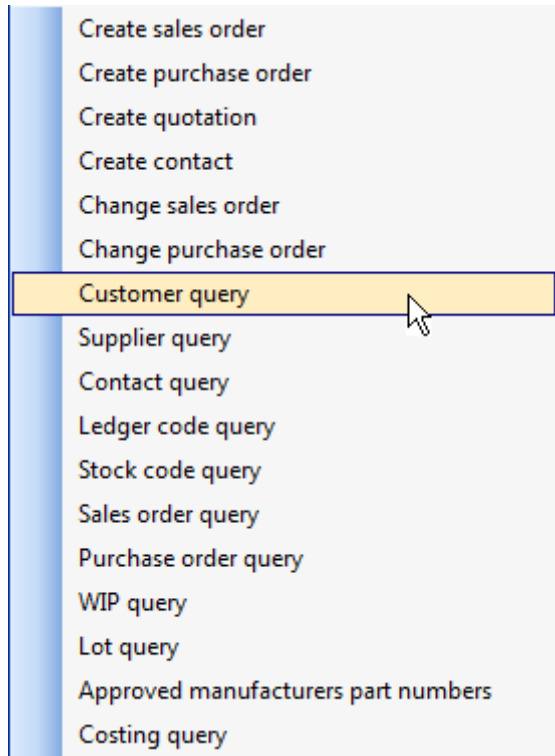 Create sales order
Create purchase order
Create quotation
Create contact
Change sales order
Change purchase order
Customer query
Supplier query
Contact query
Ledger code query
Stock code query
Sales order query
Purchase order query
WIP query
Lot query
Approved manufacturers part numbers
Costing query